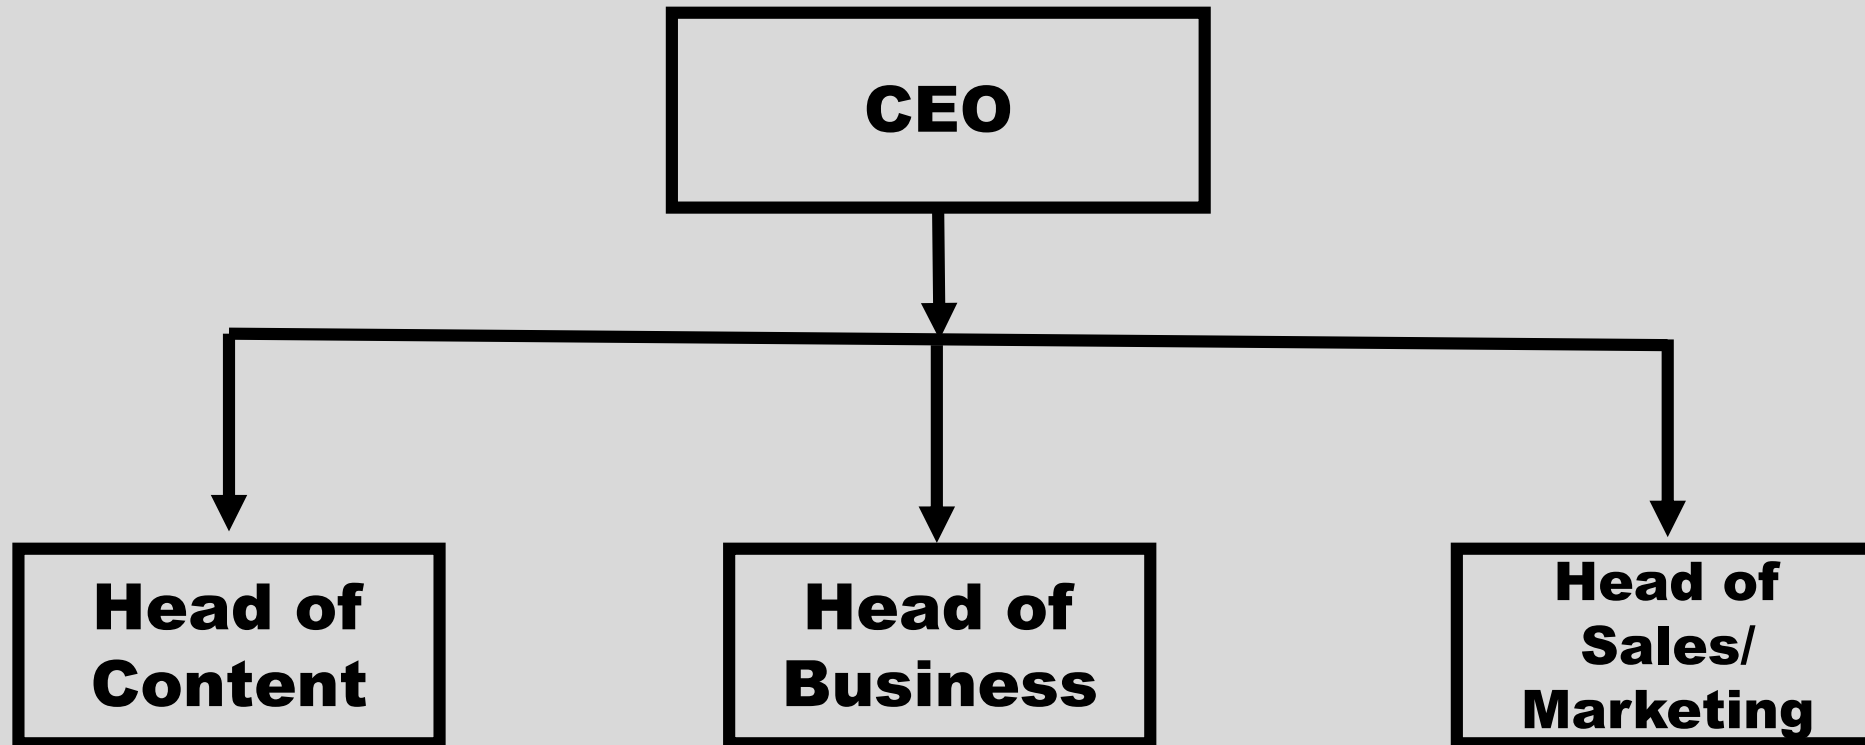 CEO
Head of
Content
Head of
Business
Head of
Sales/
Marketing